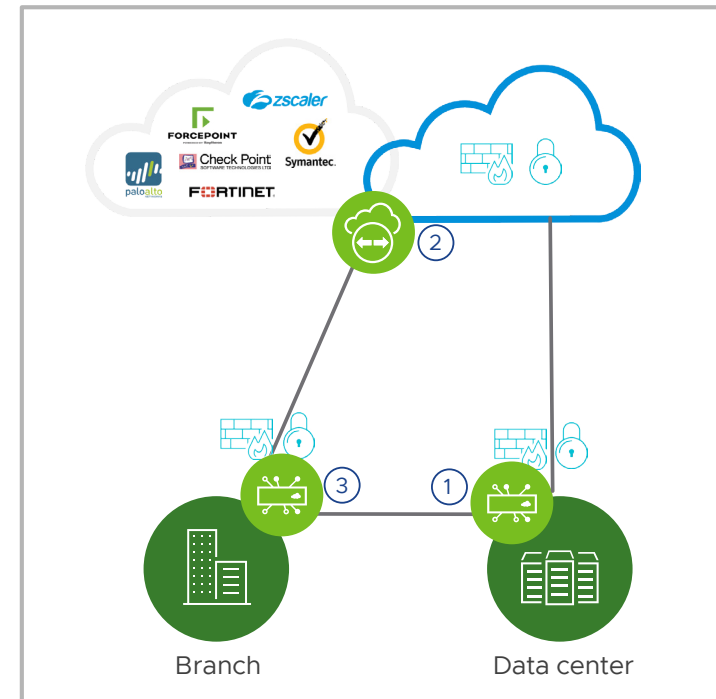 zscaler
FORCEPOINT
Check Point
SOFTWARE TECHNOLOGIES LTD
Symantec.
paloalto
FORTINET
2
3
1
Branch
Data center